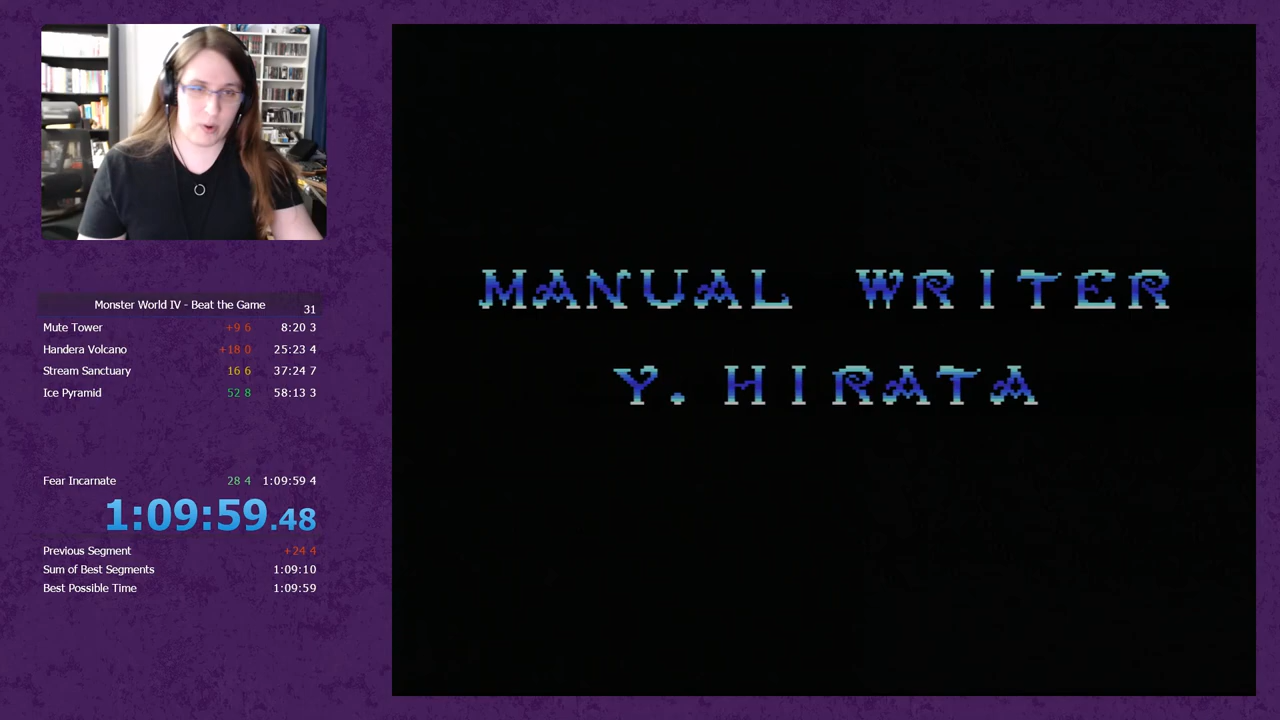 Monster World IV - Beat the Game
31
Mute Tower +9 6 8:20 3
Handera Volcano +18 0 25:23 4
Stream Sanctuary 16 6 37:24 7
Ice Pyramid 52 8 58:13 3
Fear Incarnate 28 4 1:09:59 4
1:09:59.48
Previous Segment +24 4
Sum of Best Segments 1:09:10
Best Possible Time 1:09:59
MANUAL WRITER
Y. HIRATA